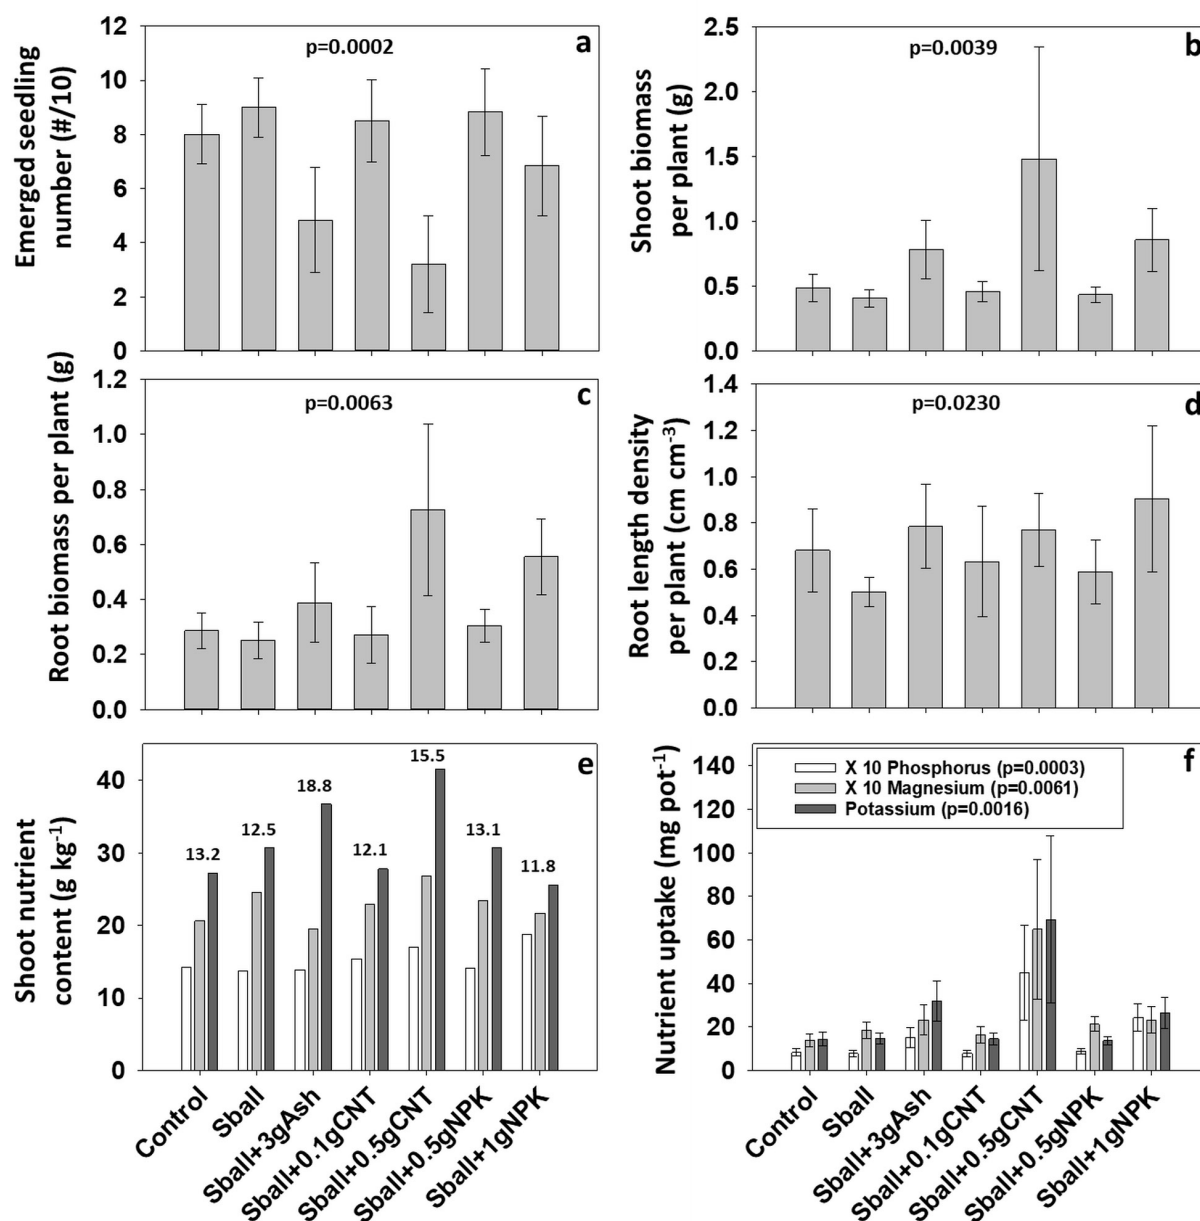 Emerged seedling
number (#/10)
12
10
8
6
4
2
0
p=0.0002
a
Shoot biomass
per plant (g)
2.5
2.0
1.5
1.0
0.5
0.0
p=0.0039
b
Root biomass per plant (g)
1.2
1.0
0.8
0.6
0.4
0.2
0.0
p=0.0063
c
Root length density
per plant (cm cm⁻³)
1.4
1.2
1.0
0.8
0.6
0.4
0.2
0.0
p=0.0230
d
Shoot nutrient
content (g kg⁻¹)
40
30
20
10
0
13.2
12.5
18.8
12.1
15.5
13.1
11.8
e
Control
Sball
Sball+3gAsh
Sball+0.1gCNT
Sball+0.5gCNT
Sball+0.5gNPK
Sball+1gNPK
Nutrient uptake (mg pot⁻¹)
140
120
100
80
60
40
20
0
X 10 Phosphorus (p=0.0003)
X 10 Magnesium (p=0.0061)
Potassium (p=0.0016)
f
Control
Sball
Sball+3gAsh
Sball+0.1gCNT
Sball+0.5gCNT
Sball+0.5gNPK
Sball+1gNPK